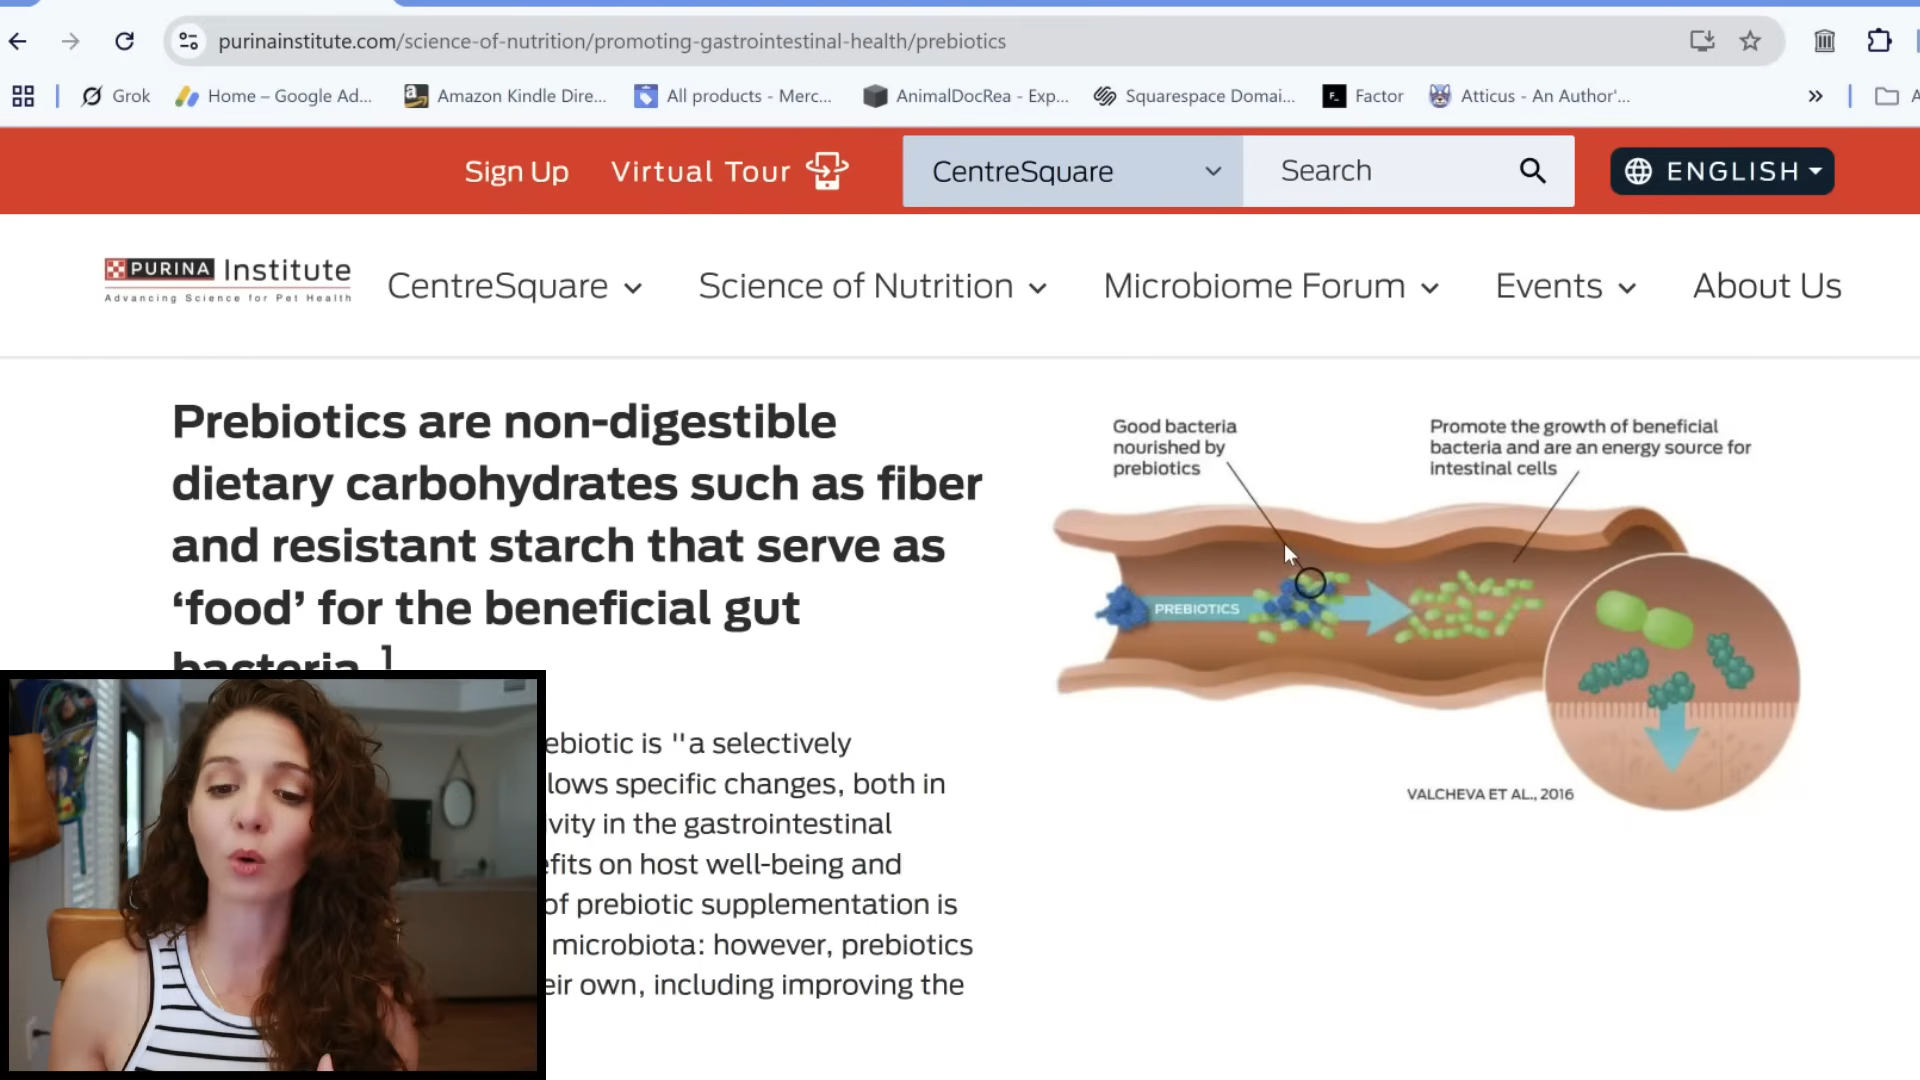 purinainstitute.com/science-of-nutrition/promoting-gastrointestinal-health/prebiotics
Grok
Home – Google Ad...
Amazon Kindle Dire...
All products - Merc...
AnimalDocRea - Exp...
Squarespace Domai...
Factor
Atticus - An Author'...
Sign Up
Virtual Tour
CentreSquare
Search
ENGLISH
PURINA Institute
Advancing Science for Pet Health
CentreSquare
Science of Nutrition
Microbiome Forum
Events
About Us
Prebiotics are non-digestible
dietary carbohydrates such as fiber
and resistant starch that serve as
‘food’ for the beneficial gut
bacteria.1
ebiotic is "a selectively
lows specific changes, both in
vity in the gastrointestinal
efits on host well-being and
of prebiotic supplementation is
microbiota: however, prebiotics
eir own, including improving the
Good bacteria
nourished by
prebiotics
Promote the growth of beneficial
bacteria and are an energy source for
intestinal cells
PREBIOTICS
VALCHEVA ET AL., 2016